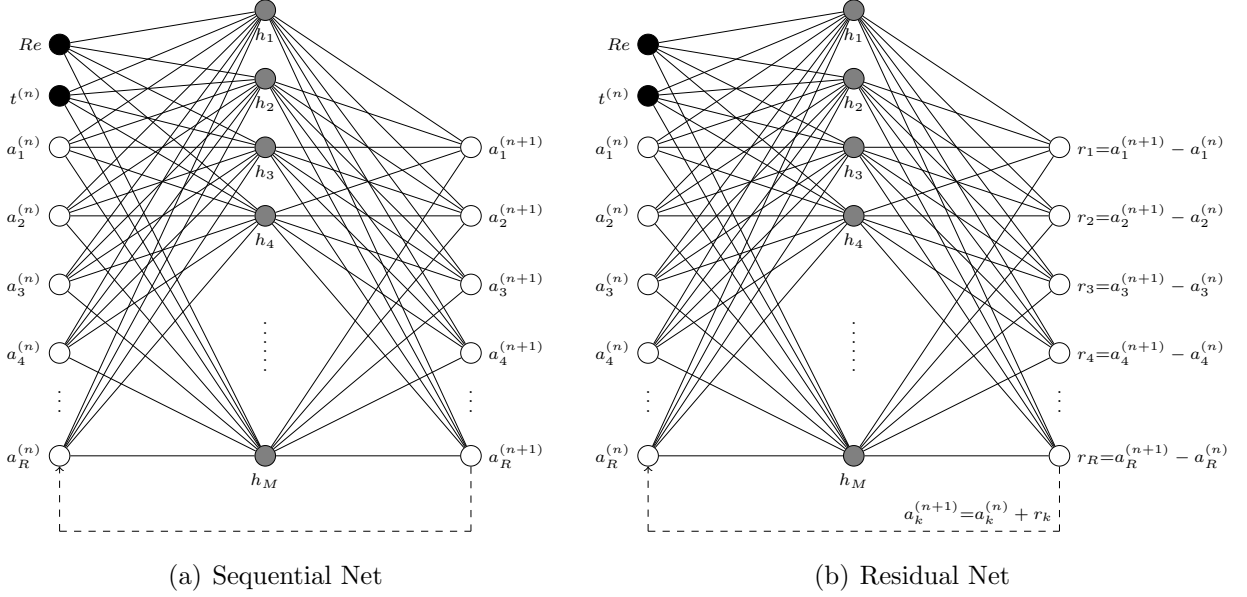 Re
t^{(n)}
a_1^{(n)}
a_2^{(n)}
a_3^{(n)}
a_4^{(n)}
a_R^{(n)}
h_1
h_2
h_3
h_4
h_M
a_1^{(n+1)}
a_2^{(n+1)}
a_3^{(n+1)}
a_4^{(n+1)}
a_R^{(n+1)}
(a) Sequential Net
Re
t^{(n)}
a_1^{(n)}
a_2^{(n)}
a_3^{(n)}
a_4^{(n)}
a_R^{(n)}
h_1
h_2
h_3
h_4
h_M
r_1=a_1^{(n+1)} − a_1^{(n)}
r_2=a_2^{(n+1)} − a_2^{(n)}
r_3=a_3^{(n+1)} − a_3^{(n)}
r_4=a_4^{(n+1)} − a_4^{(n)}
r_R=a_R^{(n+1)} − a_R^{(n)}
a_k^{(n+1)}=a_k^{(n)} + r_k
(b) Residual Net